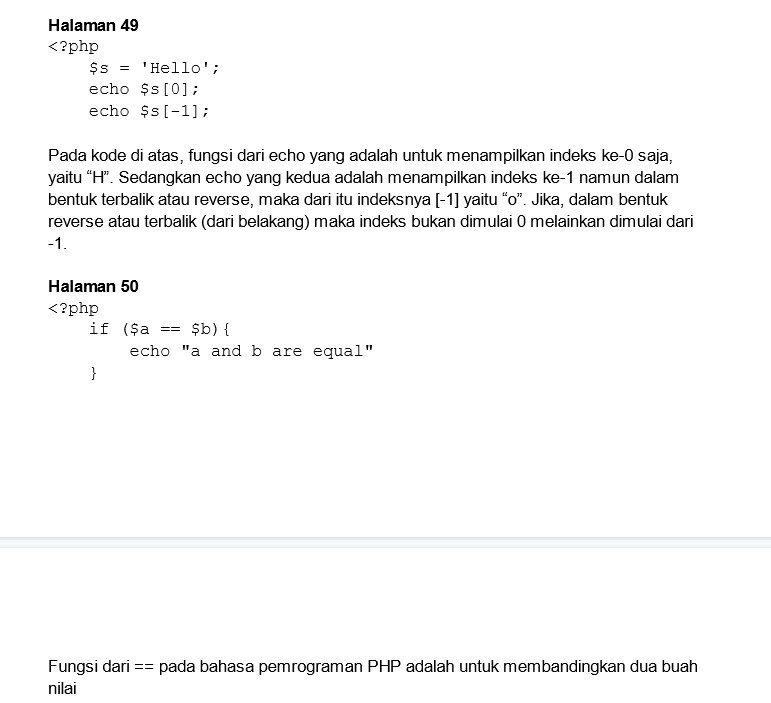 Halaman 49
<?php
    $s = 'Hello';
    echo $s[0];
    echo $s[-1];
Pada kode di atas, fungsi dari echo yang adalah untuk menampilkan indeks ke-0 saja,
yaitu “H”. Sedangkan echo yang kedua adalah menampilkan indeks ke-1 namun dalam
bentuk terbalik atau reverse, maka dari itu indeksnya [-1] yaitu “o”. Jika, dalam bentuk
reverse atau terbalik (dari belakang) maka indeks bukan dimulai 0 melainkan dimulai dari
-1.
Halaman 50
<?php
    if ($a == $b){
        echo "a and b are equal"
    }
Fungsi dari == pada bahasa pemrograman PHP adalah untuk membandingkan dua buah
nilai